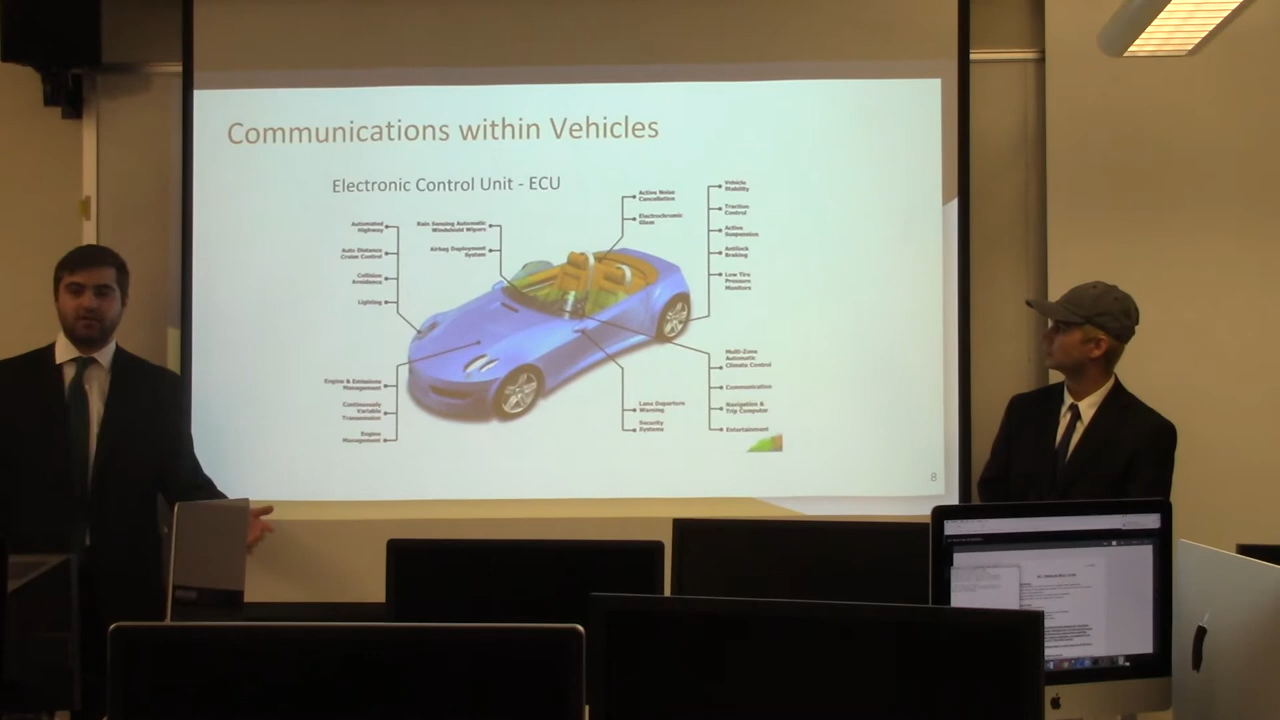 Communications within Vehicles
Electronic Control Unit - ECU
Automated
Highway
Auto Distance
Cruise Control
Collision
Avoidance
Lighting
Rain Sensing Automatic
Windshield Wipers
Airbag Deployment
System
Active Noise
Cancellation
Electrochromic
Glass
Vehicle
Stability
Traction
Control
Active
Suspension
Antilock
Braking
Low Tire
Pressure
Monitors
Engine & Emissions
Management
Continuously
Variable
Transmission
Engine
Management
Lane Departure
Warning
Security
Systems
Multi-Zone
Automatic
Climate Control
Communication
Navigation &
Trip Computer
Entertainment
8